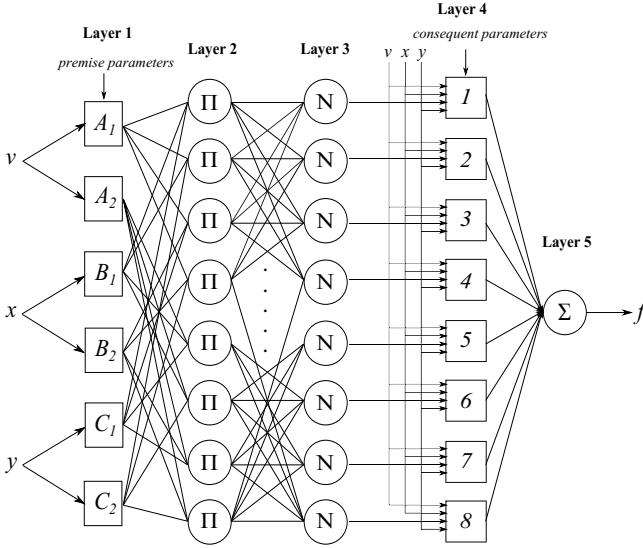 Layer 4
Layer 1
Layer 2
Layer 3
v x y
consequent parameters
premise parameters
A1
Π
N
1
v
Π
N
2
A2
Π
N
3
Layer 5
B1
Π
N
4
x
Σ
f
B2
Π
N
5
Π
N
6
C1
y
Π
N
7
C2
Π
N
8